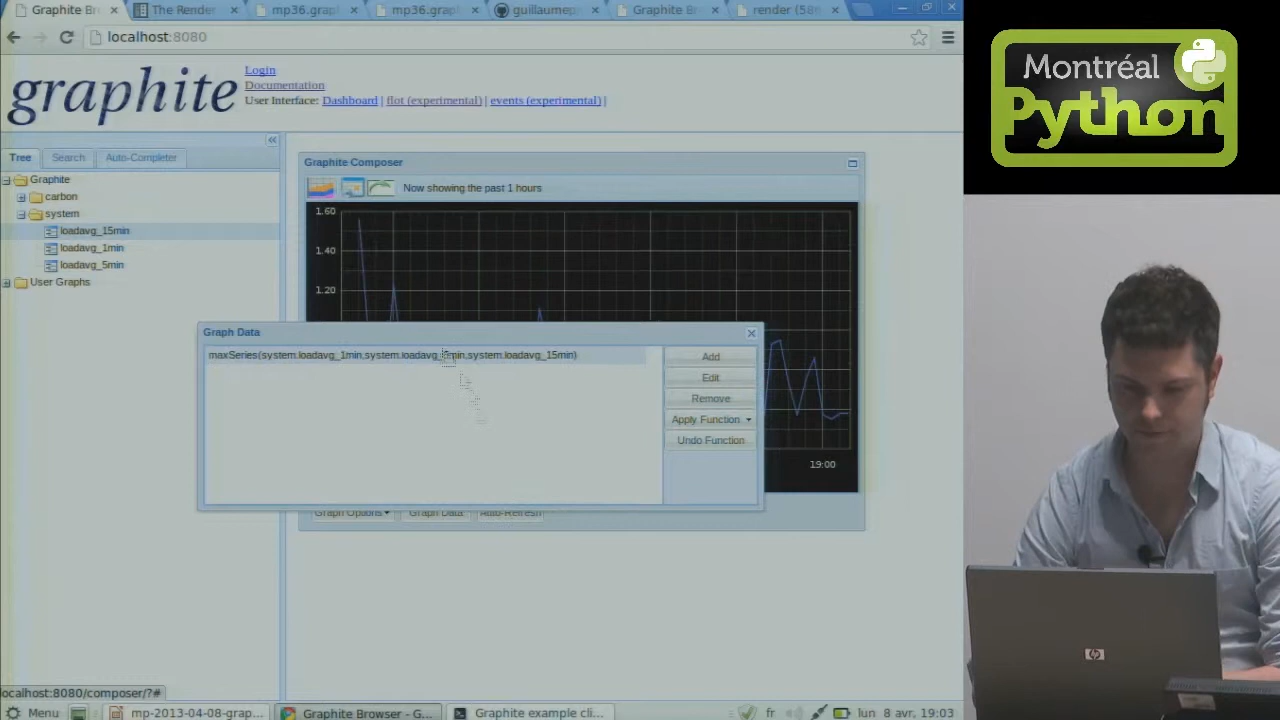 Graphite Br
The Render
mp36.grap
mp36.grap
guillaumep
Graphite B
render (586
localhost:8080
graphite
Login
Documentation
User Interface: Dashboard | flot (experimental) | events (experimental) |
Tree
Search
Auto-Completer
Graphite
carbon
system
loadavg_15min
loadavg_1min
loadavg_5min
User Graphs
Graphite Composer
Now showing the past 1 hours
1.60
1.40
1.20
19:00
Graph Data
maxSeries(system.loadavg_1min,system.loadavg_5min,system.loadavg_15min)
Add
Edit
Remove
Apply Function
Undo Function
Graph Options
Graph Data
Auto-Refresh
localhost:8080/composer/?#
Menu
mp-2013-04-08-grap...
Graphite Browser - G...
Graphite example cli...
fr
lun 8 avr, 19:03
Montréal
Python
hp